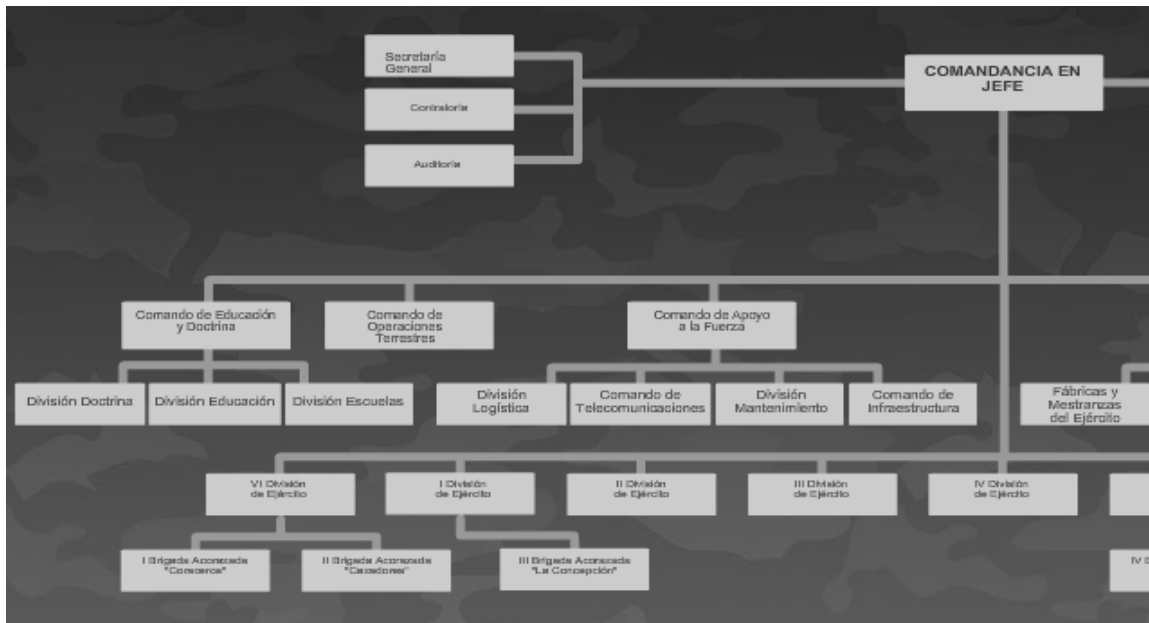 Secretaría
General
COMANDANCIA EN
JEFE
Contraloría
Auditoría
Comando de Educación
y Doctrina
Comando de
Operaciones
Terrestres
Comando de Apoyo
a la Fuerza
División Doctrina
División Educación
División Escuelas
División
Logística
Comando de
Telecomunicaciones
División
Mantenimiento
Comando de
Infraestructura
Fábricas y
Mestranzas
del Ejército
VI División
de Ejército
I División
de Ejército
II División
de Ejército
III División
de Ejército
IV División
de Ejército
I Brigada Acorazada
"Coraceros"
II Brigada Acorazada
"Cazadores"
III Brigada Acorazada
"La Concepción"
IV